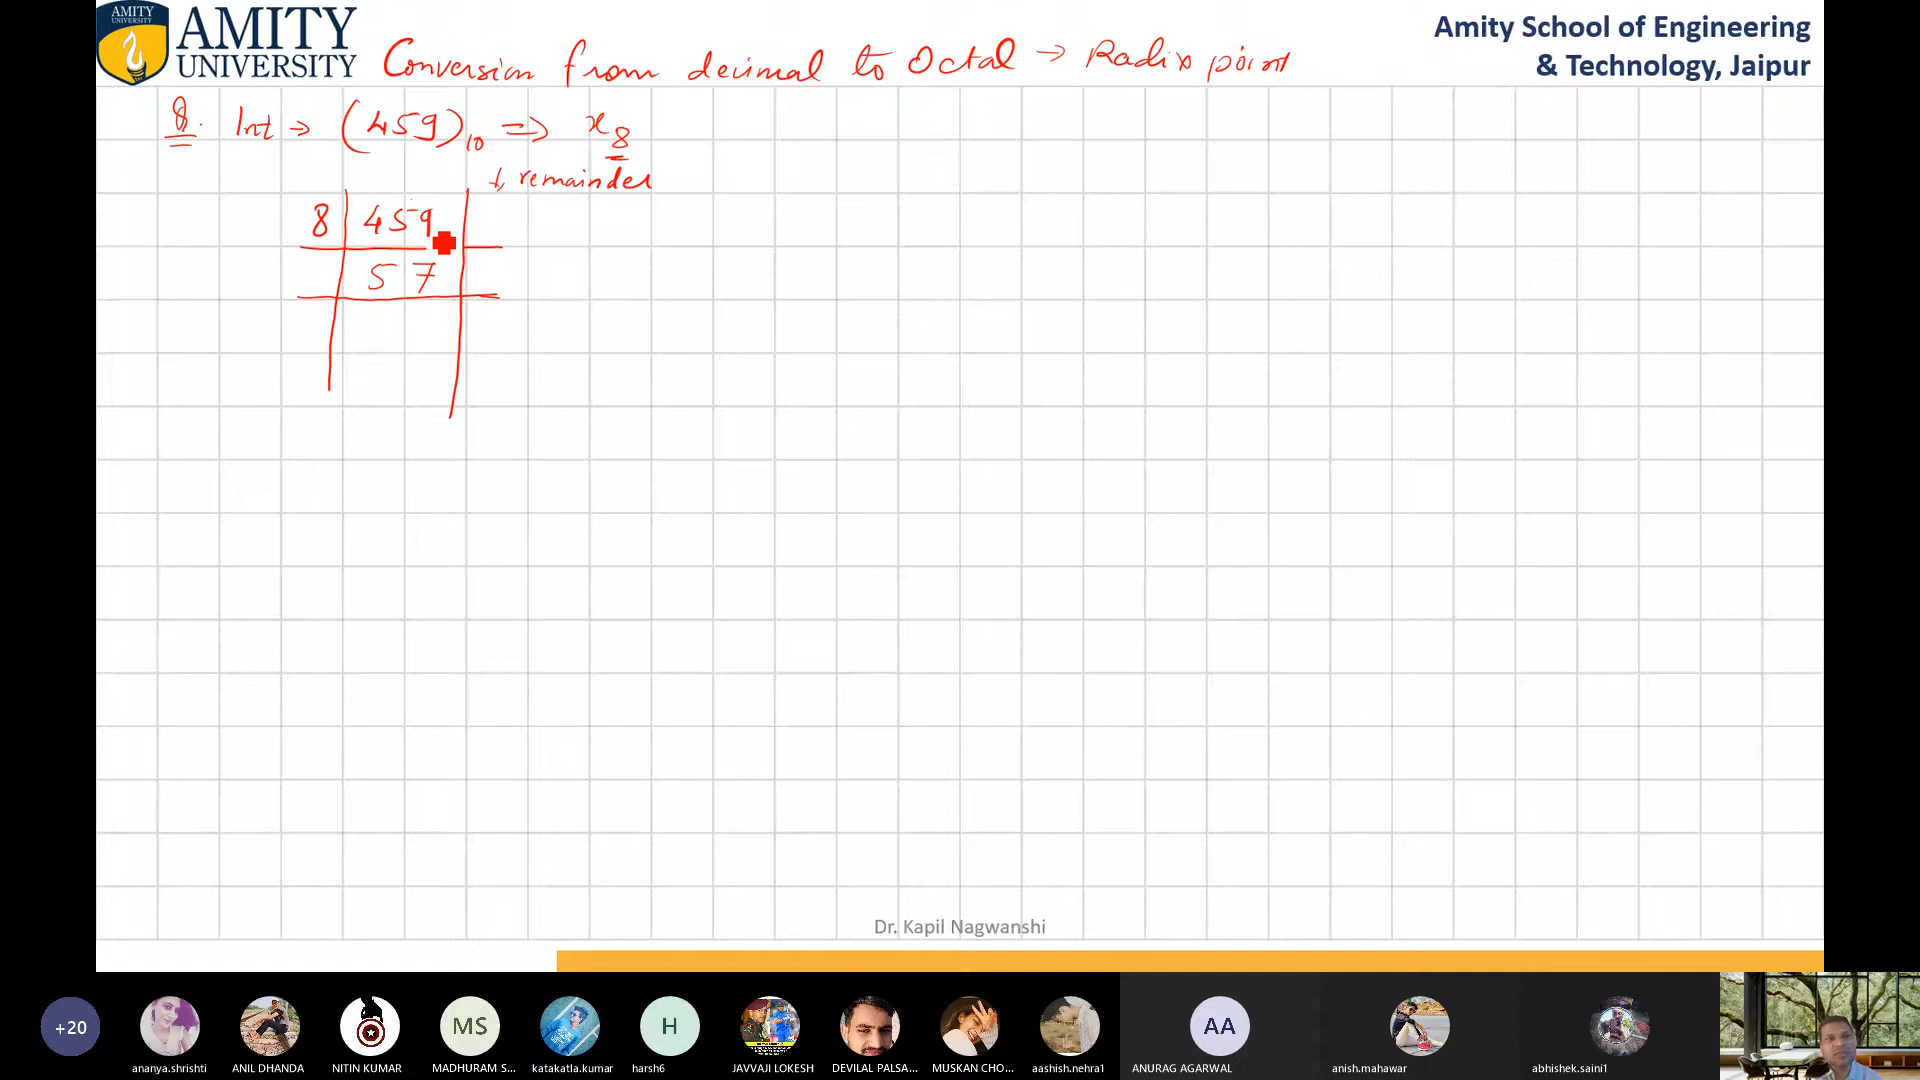 AMITY UNIVERSITY
AMITY
UNIVERSITY
Amity School of Engineering
& Technology, Jaipur
Conversion from decimal to Octal → Radix point
Q. Int → (459)10 ⇒ x8
↓ remainder
8 459
57
Dr. Kapil Nagwanshi
+20
MS
H
AA
ananya.shrishti
ANIL DHANDA
NITIN KUMAR
MADHURAM S...
katakatla.kumar
harsh6
JAVVAJI LOKESH
DEVILAL PALSA...
MUSKAN CHO...
aashish.nehra1
ANURAG AGARWAL
anish.mahawar
abhishek.saini1